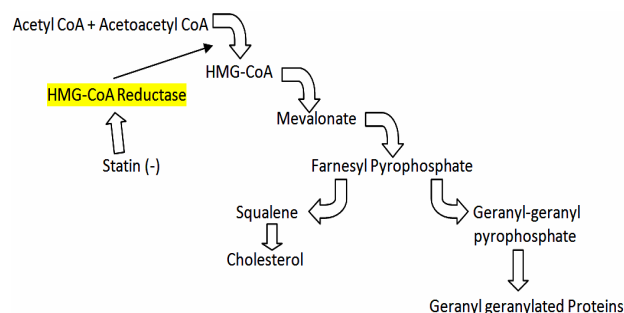 Acetyl CoA + Acetoacetyl CoA
HMG-CoA
HMG-CoA Reductase
Mevalonate
Statin (-)
Farnesyl Pyrophosphate
Squalene
Geranyl-geranyl
pyrophosphate
Cholesterol
Geranyl geranylated Proteins